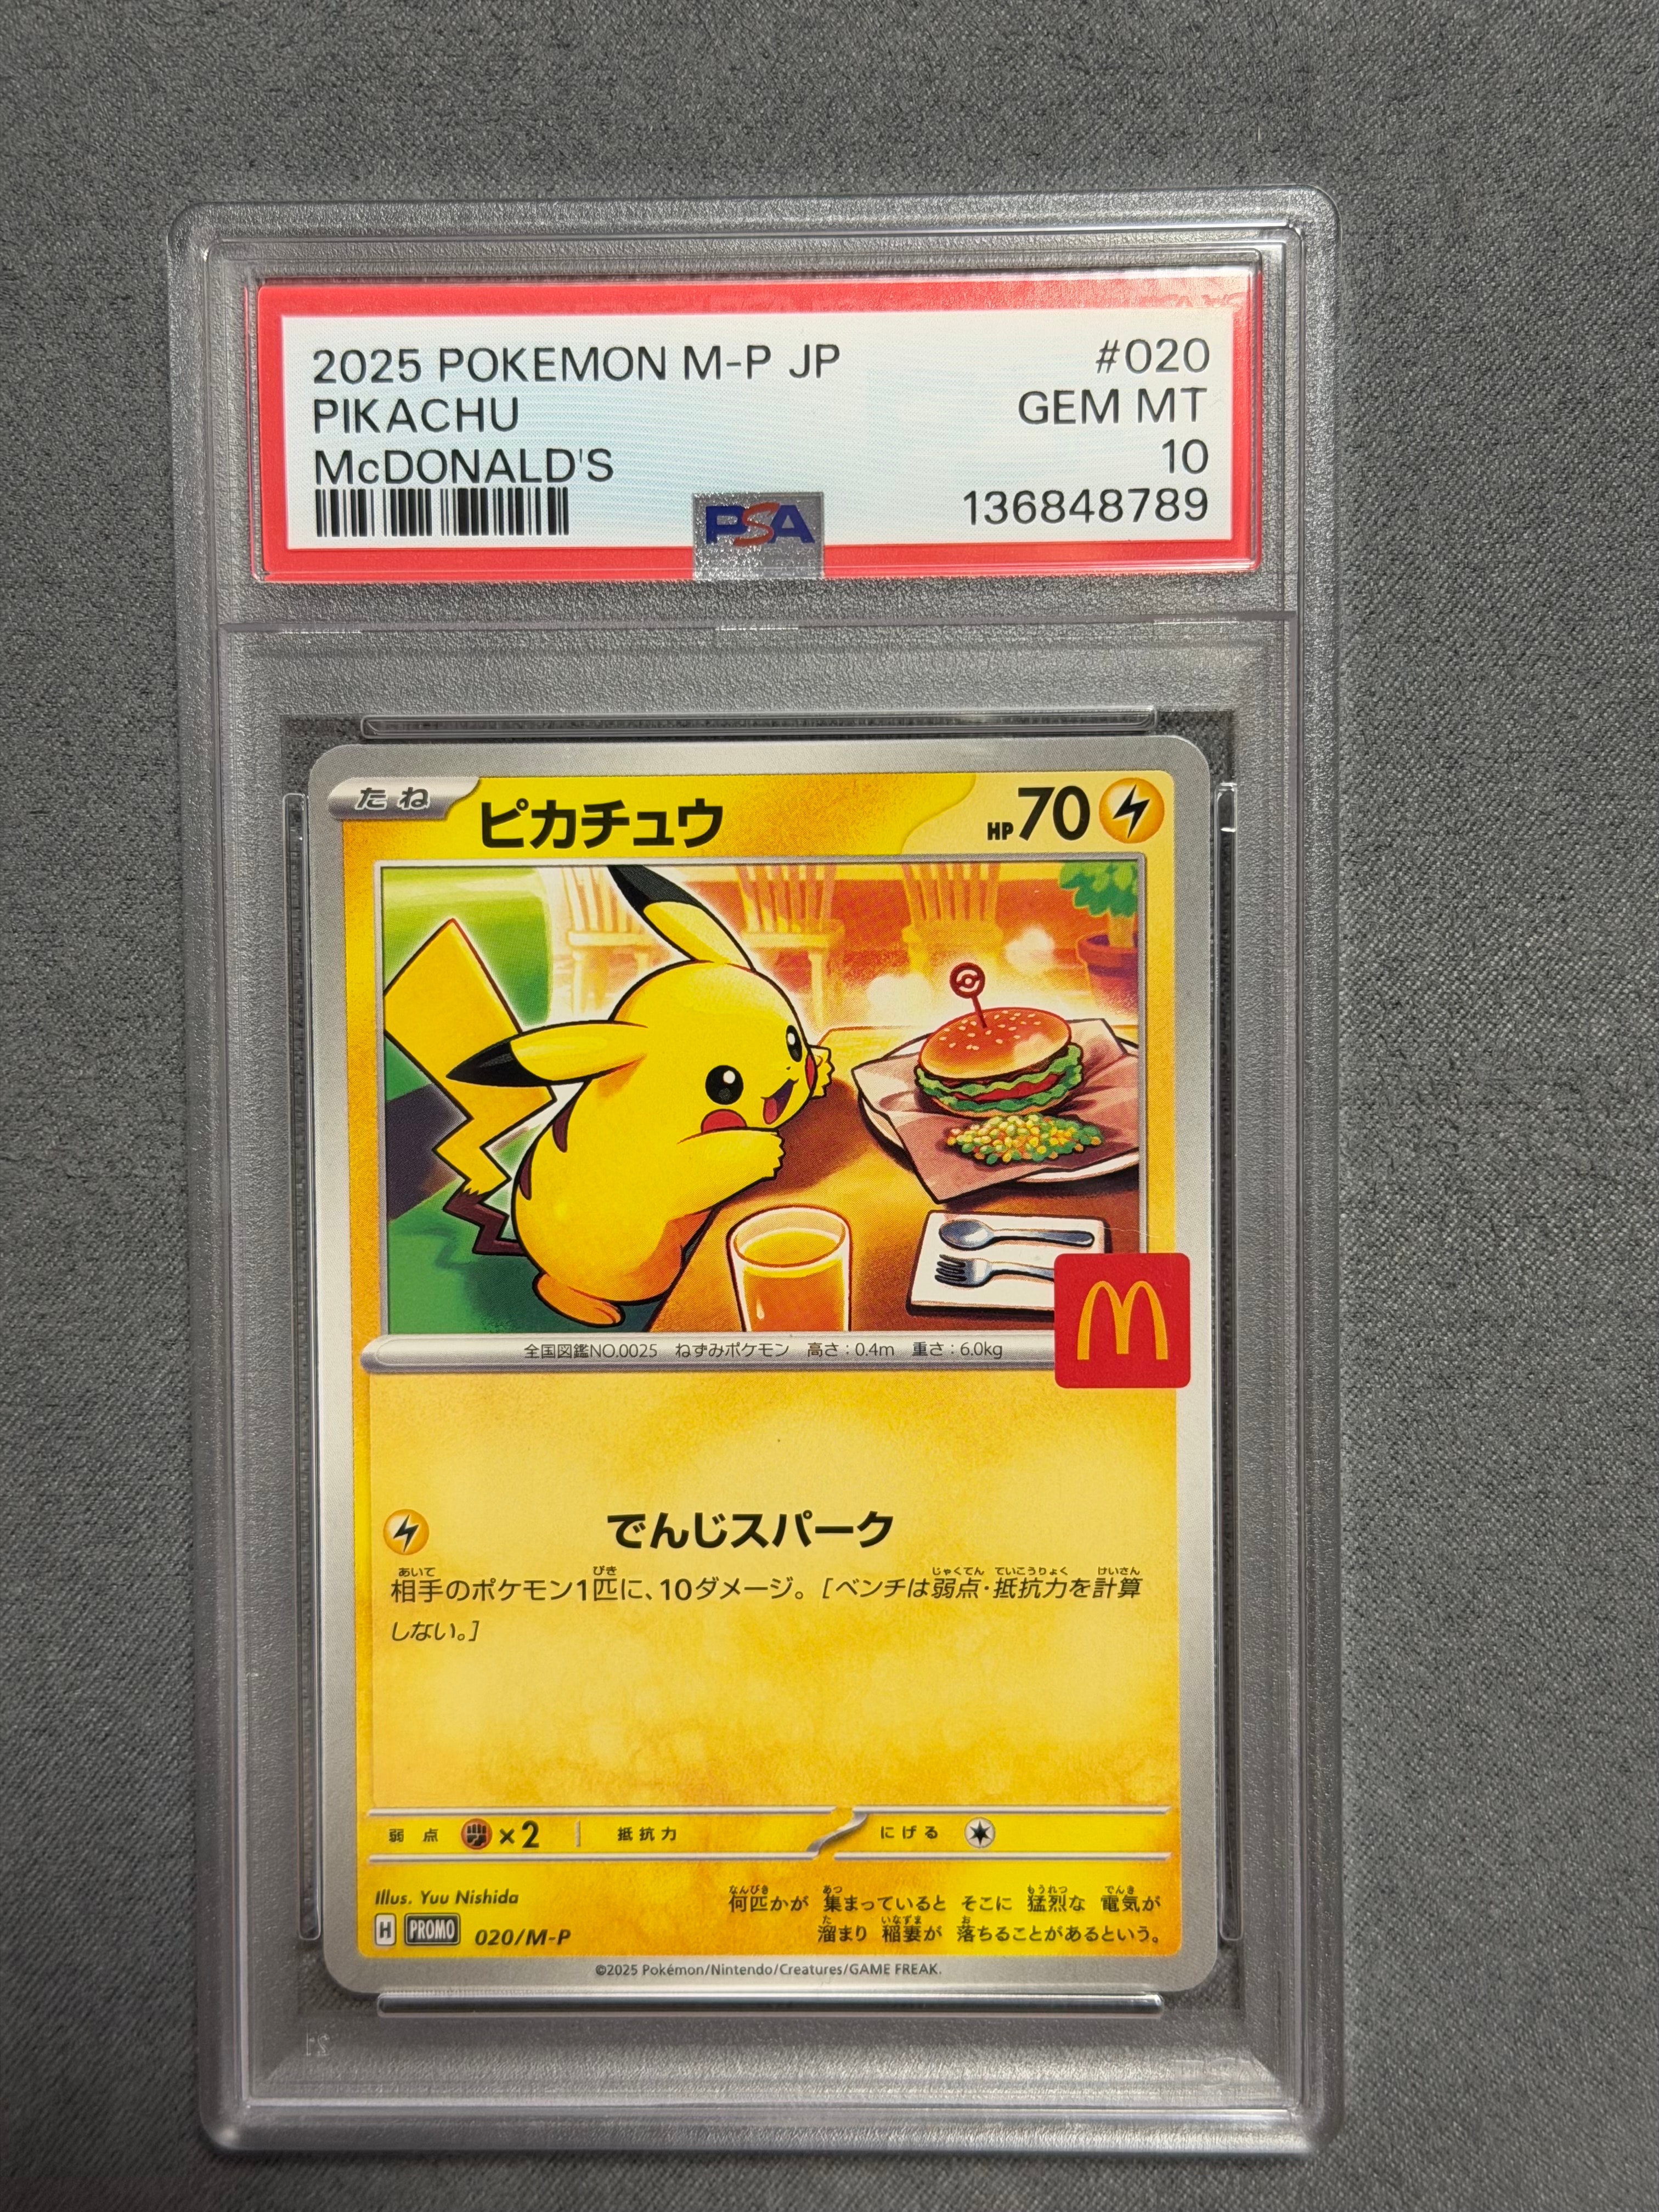 2025 POKEMON M-P JP #020
PIKACHU GEM MT
McDONALD'S 10
136848789
PSA
たね ピカチュウ HP70
全国図鑑NO.0025 ねずみポケモン 高さ：0.4m 重さ：6.0kg
M
でんじスパーク
相手のポケモン1匹に、10ダメージ。［ベンチは弱点・抵抗力を計算
しない。］
弱点 ×2 抵抗力 にげる
Illus. Yuu Nishida
何匹かが 集まっていると そこに 猛烈な 電気が
溜まり 稲妻が 落ちることがあるという。
H PROMO 020/M-P
©2025 Pokémon/Nintendo/Creatures/GAME FREAK.